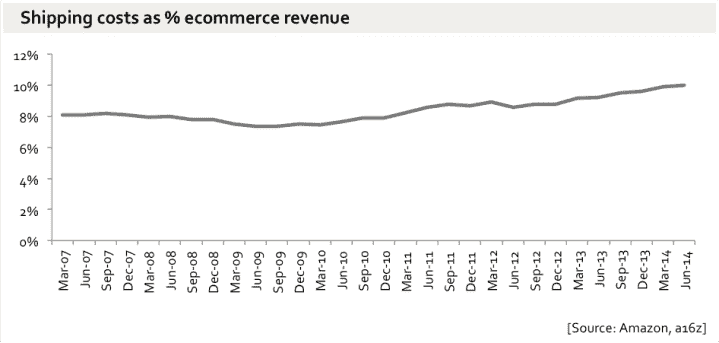 Shipping costs as % ecommerce revenue
12%
10%
8%
6%
4%
2%
0%
Mar-07
Jun-07
Sep-07
Dec-07
Mar-08
Jun-08
Sep-08
Dec-08
Mar-09
Jun-09
Sep-09
Dec-09
Mar-10
Jun-10
Sep-10
Dec-10
Mar-11
Jun-11
Sep-11
Dec-11
Mar-12
Jun-12
Sep-12
Dec-12
Mar-13
Jun-13
Sep-13
Dec-13
Mar-14
Jun-14
[Source: Amazon, a16z]